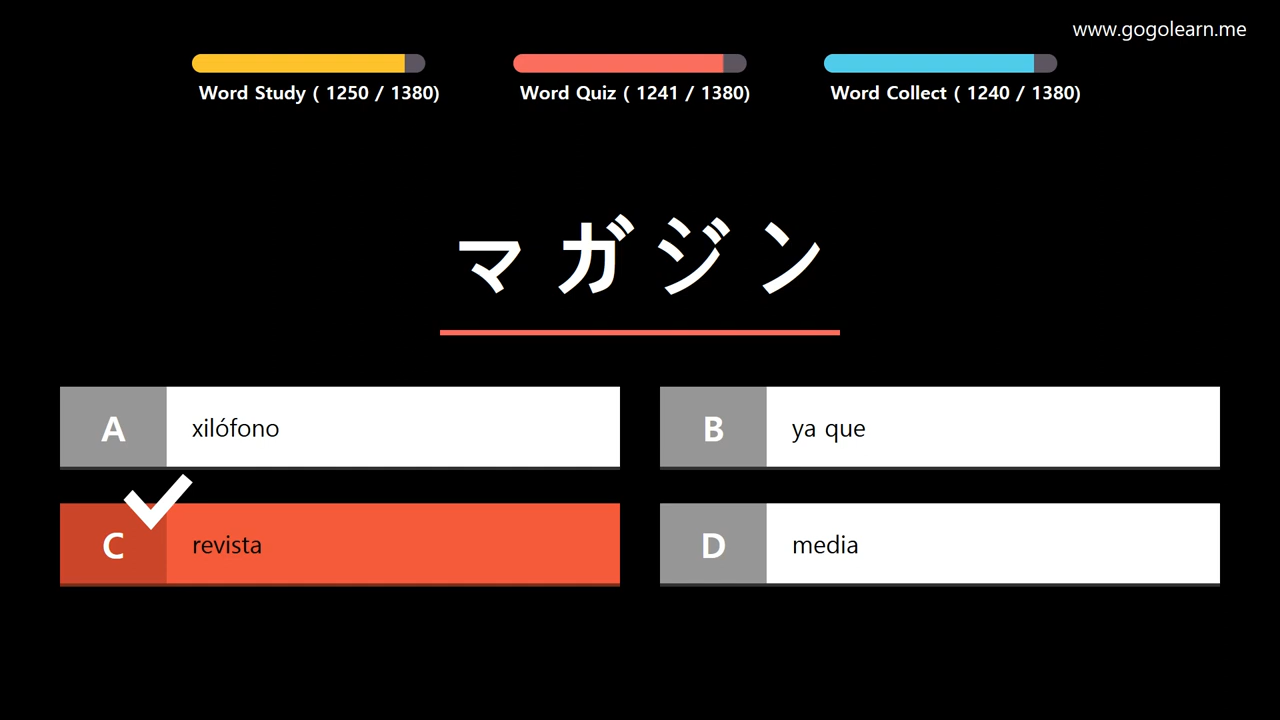 www.gogolearn.me
Word Study ( 1250 / 1380)
Word Quiz ( 1241 / 1380)
Word Collect ( 1240 / 1380)
マガジン
A xilófono
B ya que
C revista
D media